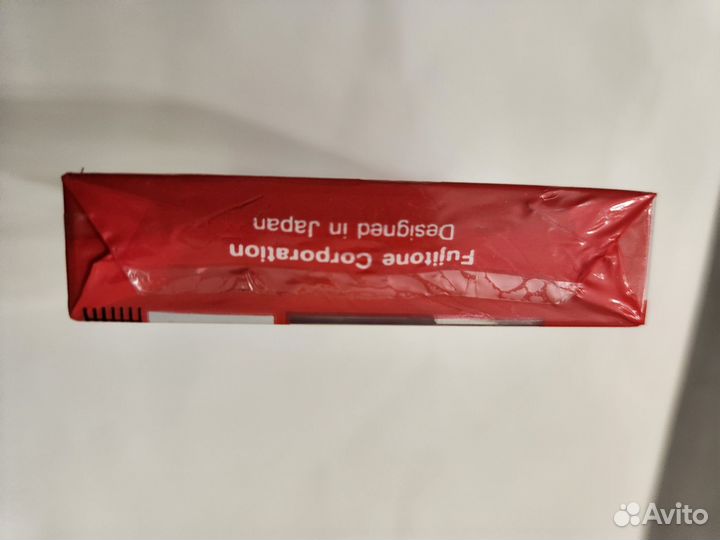 Fujitone Corporation
Designed in Japan
Avito